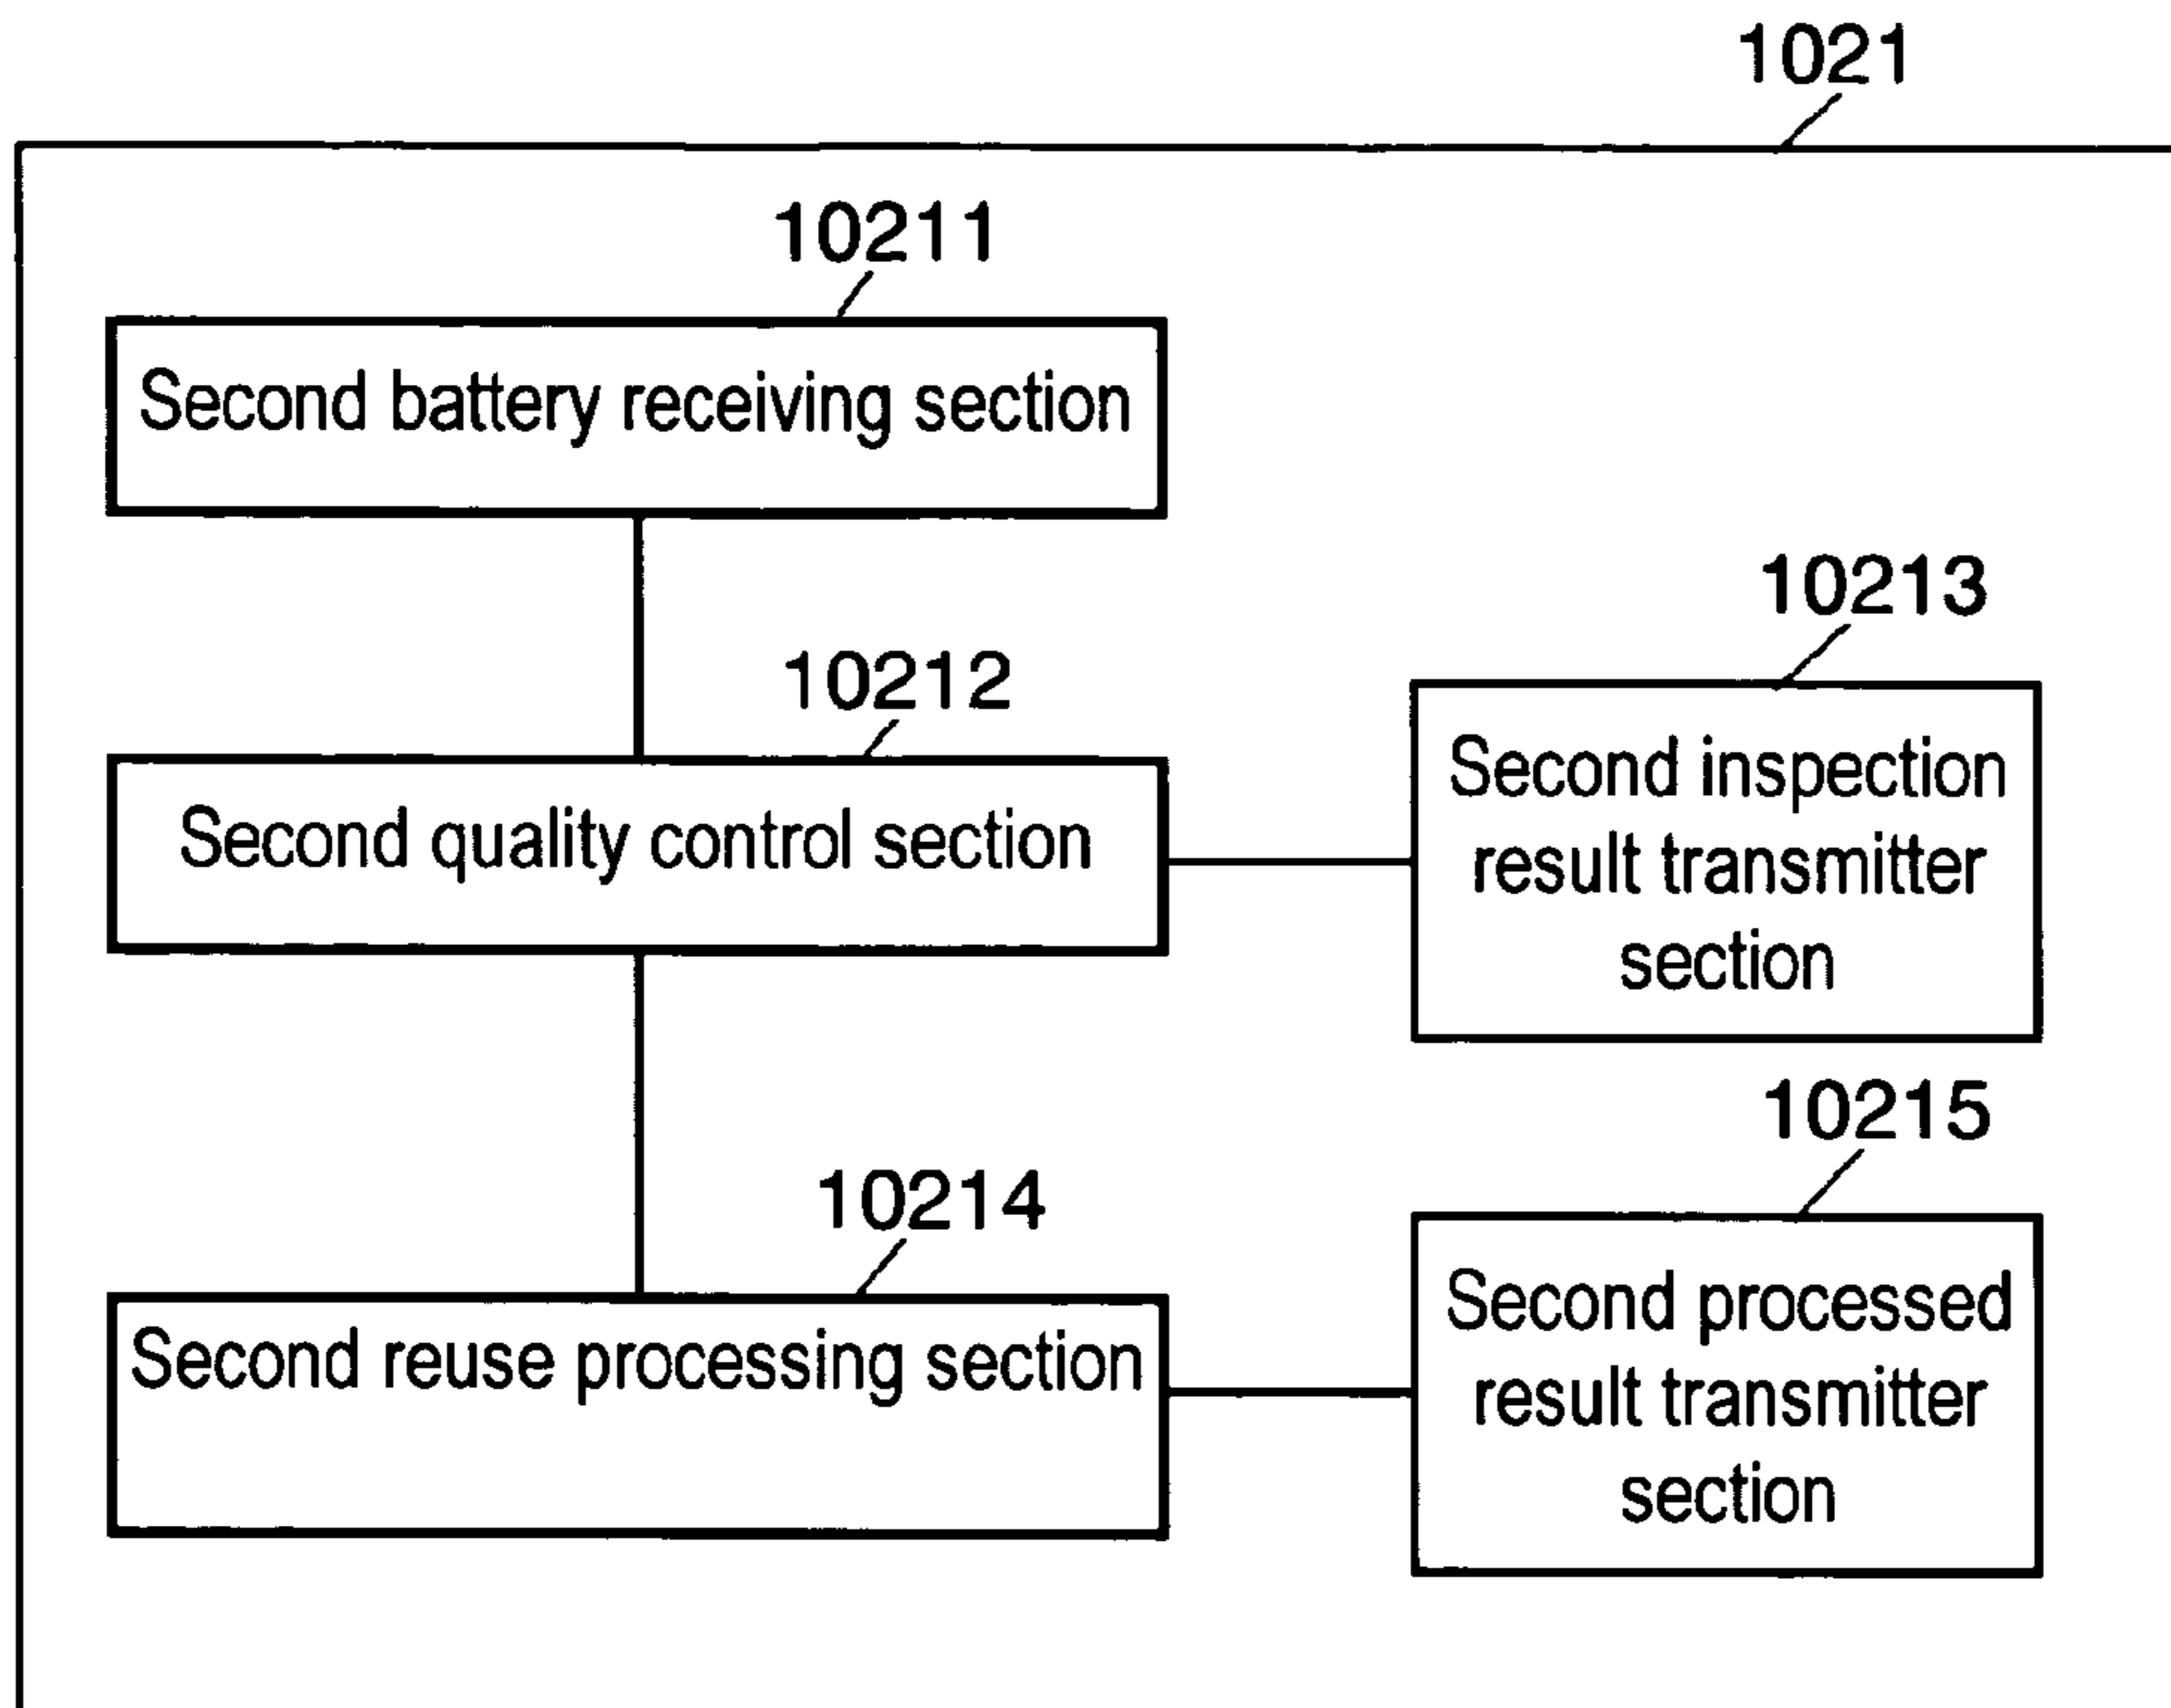 1021
10211
Second battery receiving section
10212
Second quality control section
10213
Second inspection
result transmitter
section
10214
Second reuse processing section
10215
Second processed
result transmitter
section